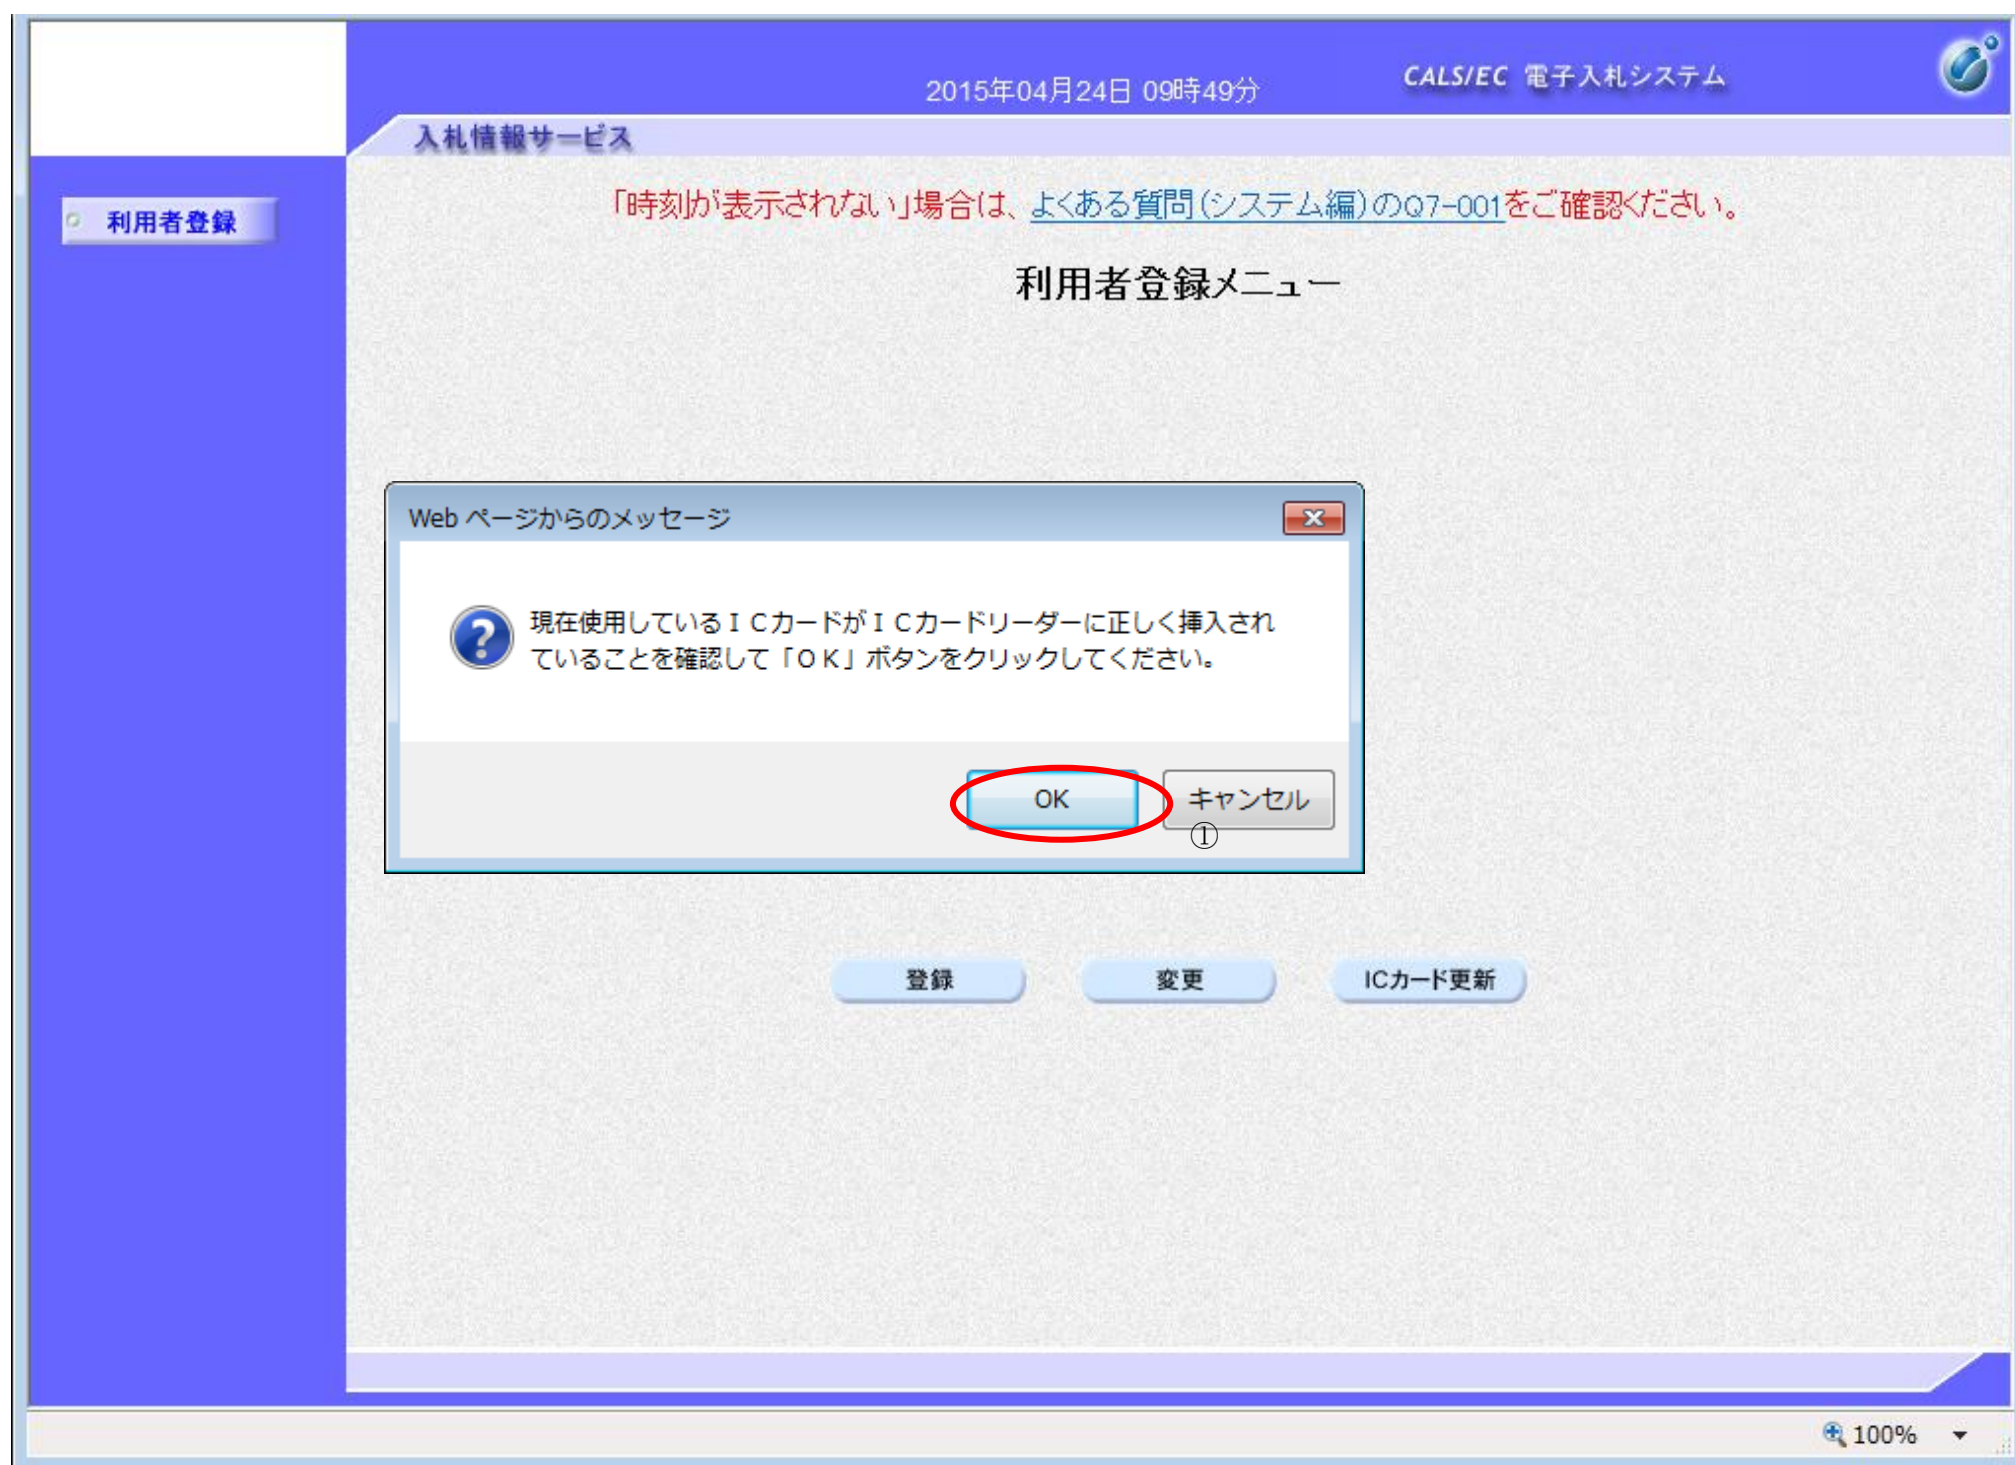 2015年04月24日 09時49分
CALS/EC 電子入札システム
入札情報サービス
利用者登録
「時刻が表示されない」場合は、よくある質問(システム編)のQ7-001をご確認ください。
利用者登録メニュー
Web ページからのメッセージ
現在使用しているＩＣカードがＩＣカードリーダーに正しく挿入され
ていることを確認して「ＯＫ」ボタンをクリックしてください。
OK
キャンセル
①
登録
変更
ICカード更新
100%